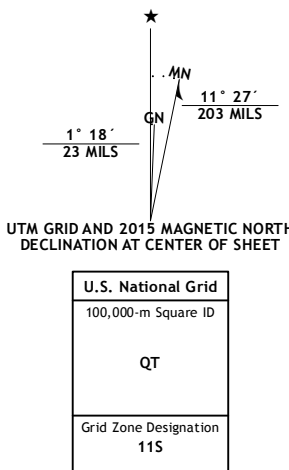 ★
MN
11° 27´
203 MILS
GN
1° 18´
23 MILS
UTM GRID AND 2015 MAGNETIC NORTH
DECLINATION AT CENTER OF SHEET
U.S. National Grid
100,000-m Square ID
QT
Grid Zone Designation
11S